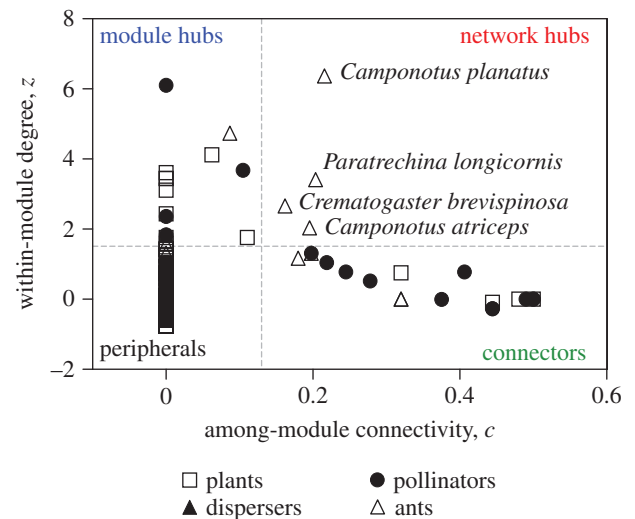 8
module hubs
network hubs
Camponotus planatus
6
within-module degree, z
4
Paratrechina longicornis
Crematogaster brevispinosa
2
Camponotus atriceps
0
peripherals
connectors
–2
0
0.2
0.4
0.6
among-module connectivity, c
plants
pollinators
dispersers
ants